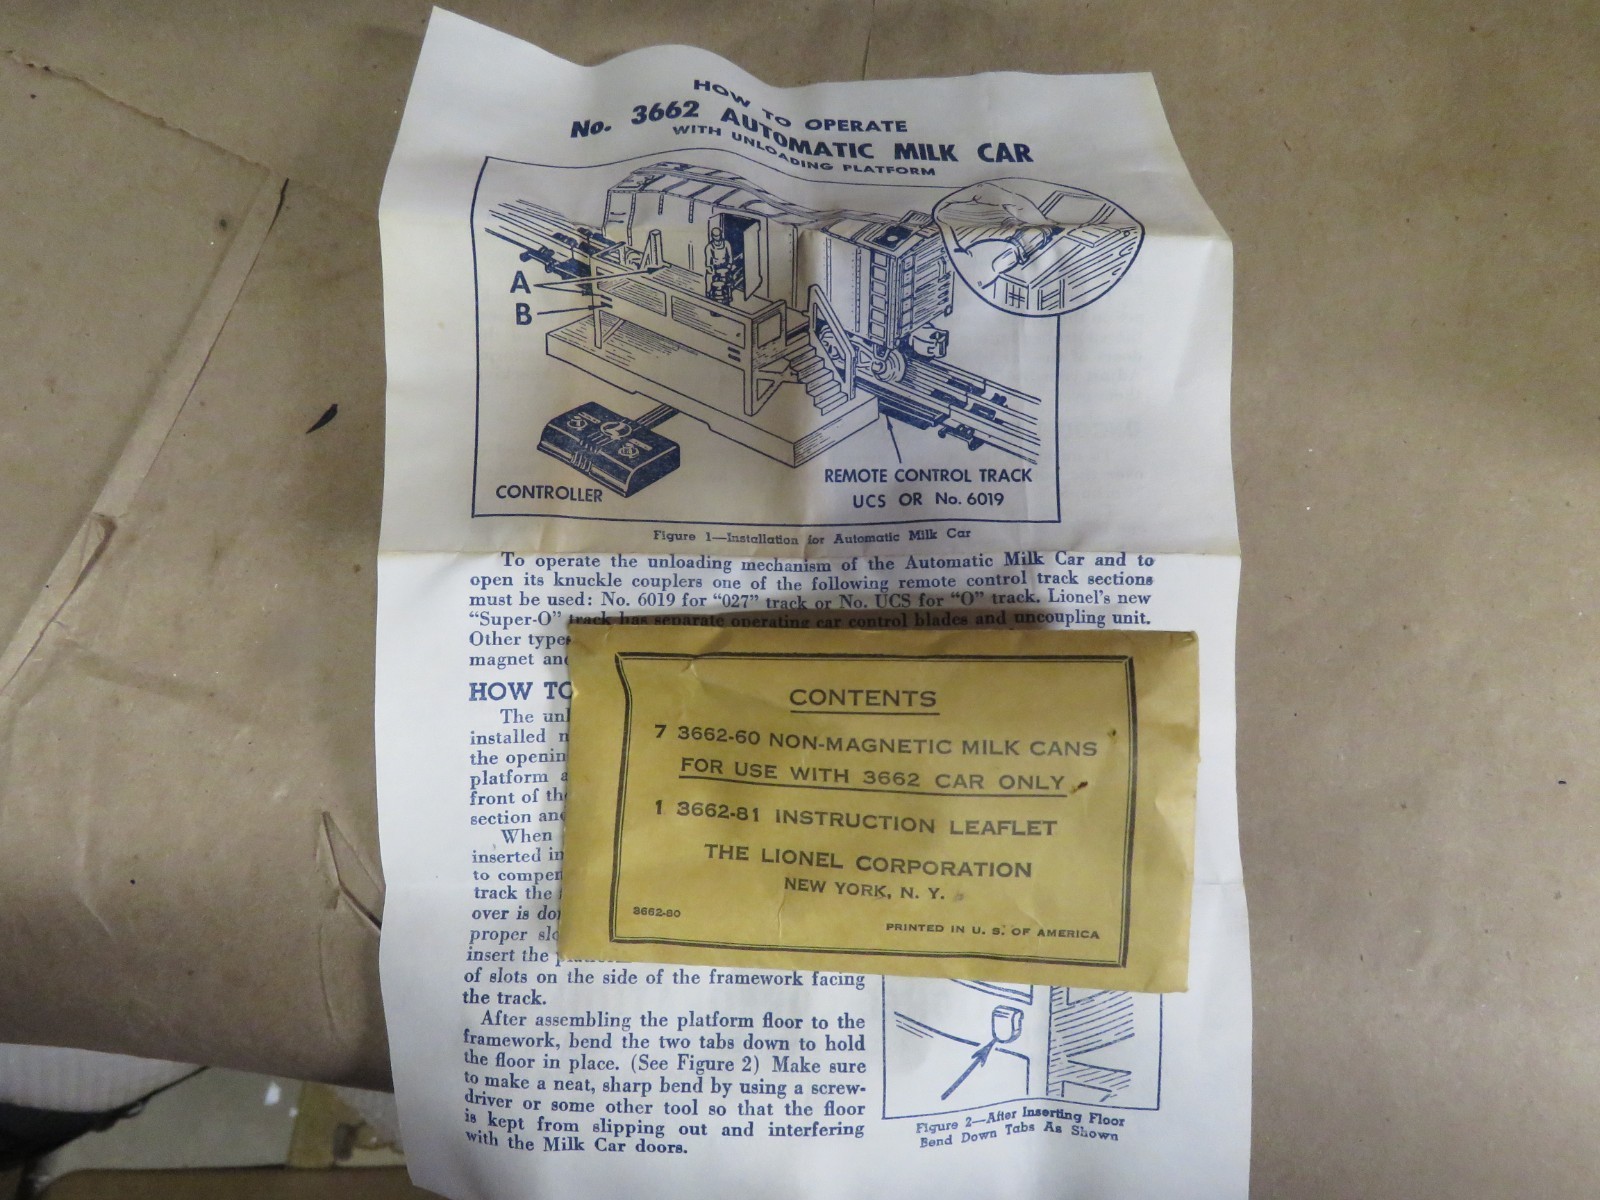 HOW TO OPERATE
No. 3662 AUTOMATIC MILK CAR
WITH UNLOADING PLATFORM
A
B
CONTROLLER
REMOTE CONTROL TRACK
UCS OR No. 6019
Figure 1—Installation for Automatic Milk Car
To operate the unloading mechanism of the Automatic Milk Car and to
open its knuckle couplers one of the following remote control track sections
must be used: No. 6019 for "027" track or No. UCS for "O" track. Lionel's new
"Super-O" track has separate operating car control blades and uncoupling unit.
Other types
magnet and
HOW TO
The unl
installed
the openin
platform a
front of the
section and
When
inserted in
to compen
track the
over is do
proper slo
insert the
of slots on the side of the framework facing
the track.
After assembling the platform floor to the
framework, bend the two tabs down to hold
the floor in place. (See Figure 2) Make sure
to make a neat, sharp bend by using a screw-
driver or some other tool so that the floor
is kept from slipping out and interfering
with the Milk Car doors.
CONTENTS
7 3662-60 NON-MAGNETIC MILK CANS
FOR USE WITH 3662 CAR ONLY
1 3662-81 INSTRUCTION LEAFLET
THE LIONEL CORPORATION
NEW YORK, N. Y.
3662-80
PRINTED IN U. S. OF AMERICA
Figure 2—After Inserting Floor
Bend Down Tabs As Shown